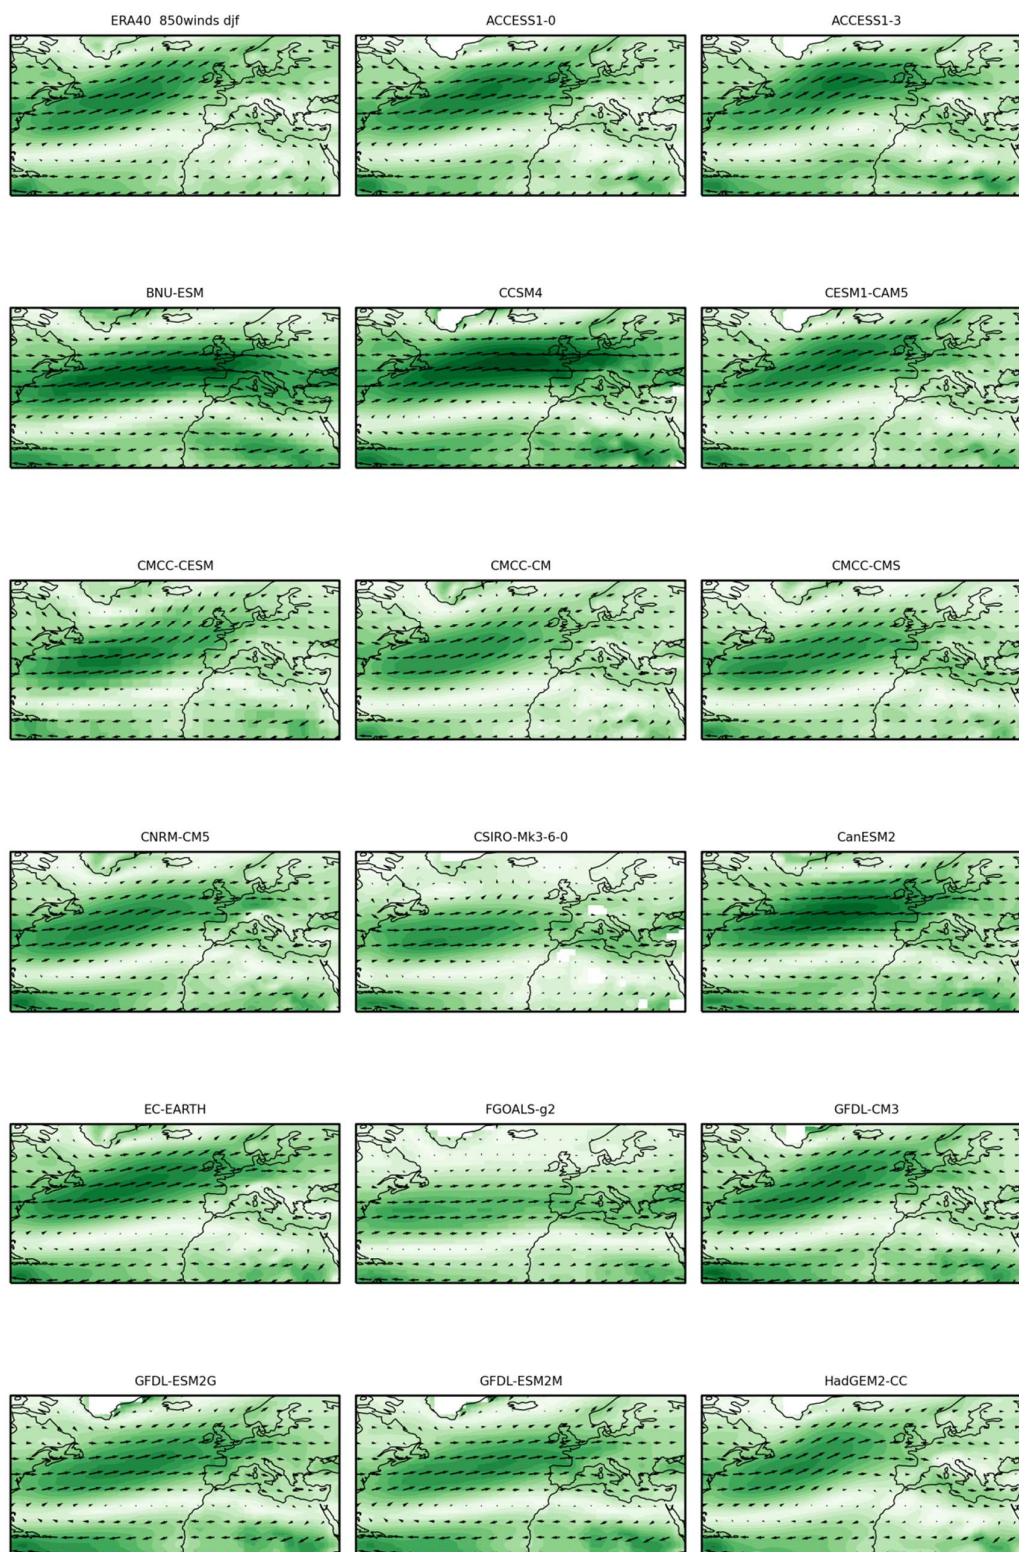 ERA40 850winds djf
ACCESS1-0
ACCESS1-3
BNU-ESM
CCSM4
CESM1-CAM5
CMCC-CESM
CMCC-CM
CMCC-CMS
CNRM-CM5
CSIRO-Mk3-6-0
CanESM2
EC-EARTH
FGOALS-g2
GFDL-CM3
GFDL-ESM2G
GFDL-ESM2M
HadGEM2-CC